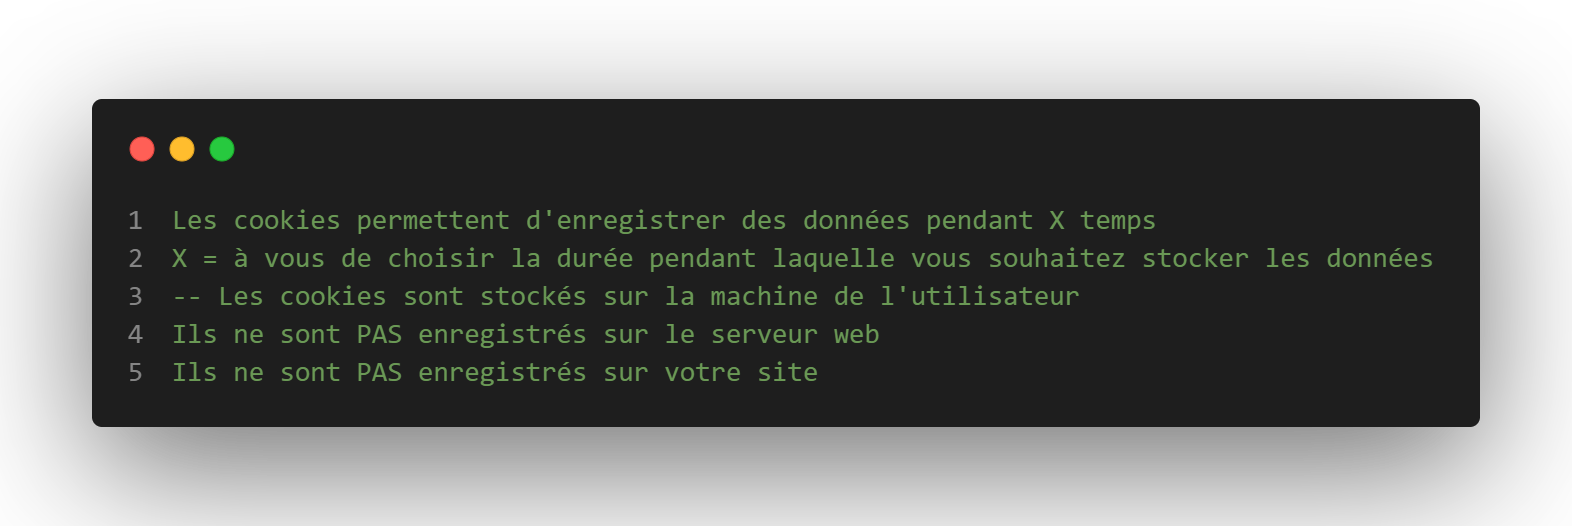 1 Les cookies permettent d'enregistrer des données pendant X temps
2 X = à vous de choisir la durée pendant laquelle vous souhaitez stocker les données
3 -- Les cookies sont stockés sur la machine de l'utilisateur
4 Ils ne sont PAS enregistrés sur le serveur web
5 Ils ne sont PAS enregistrés sur votre site